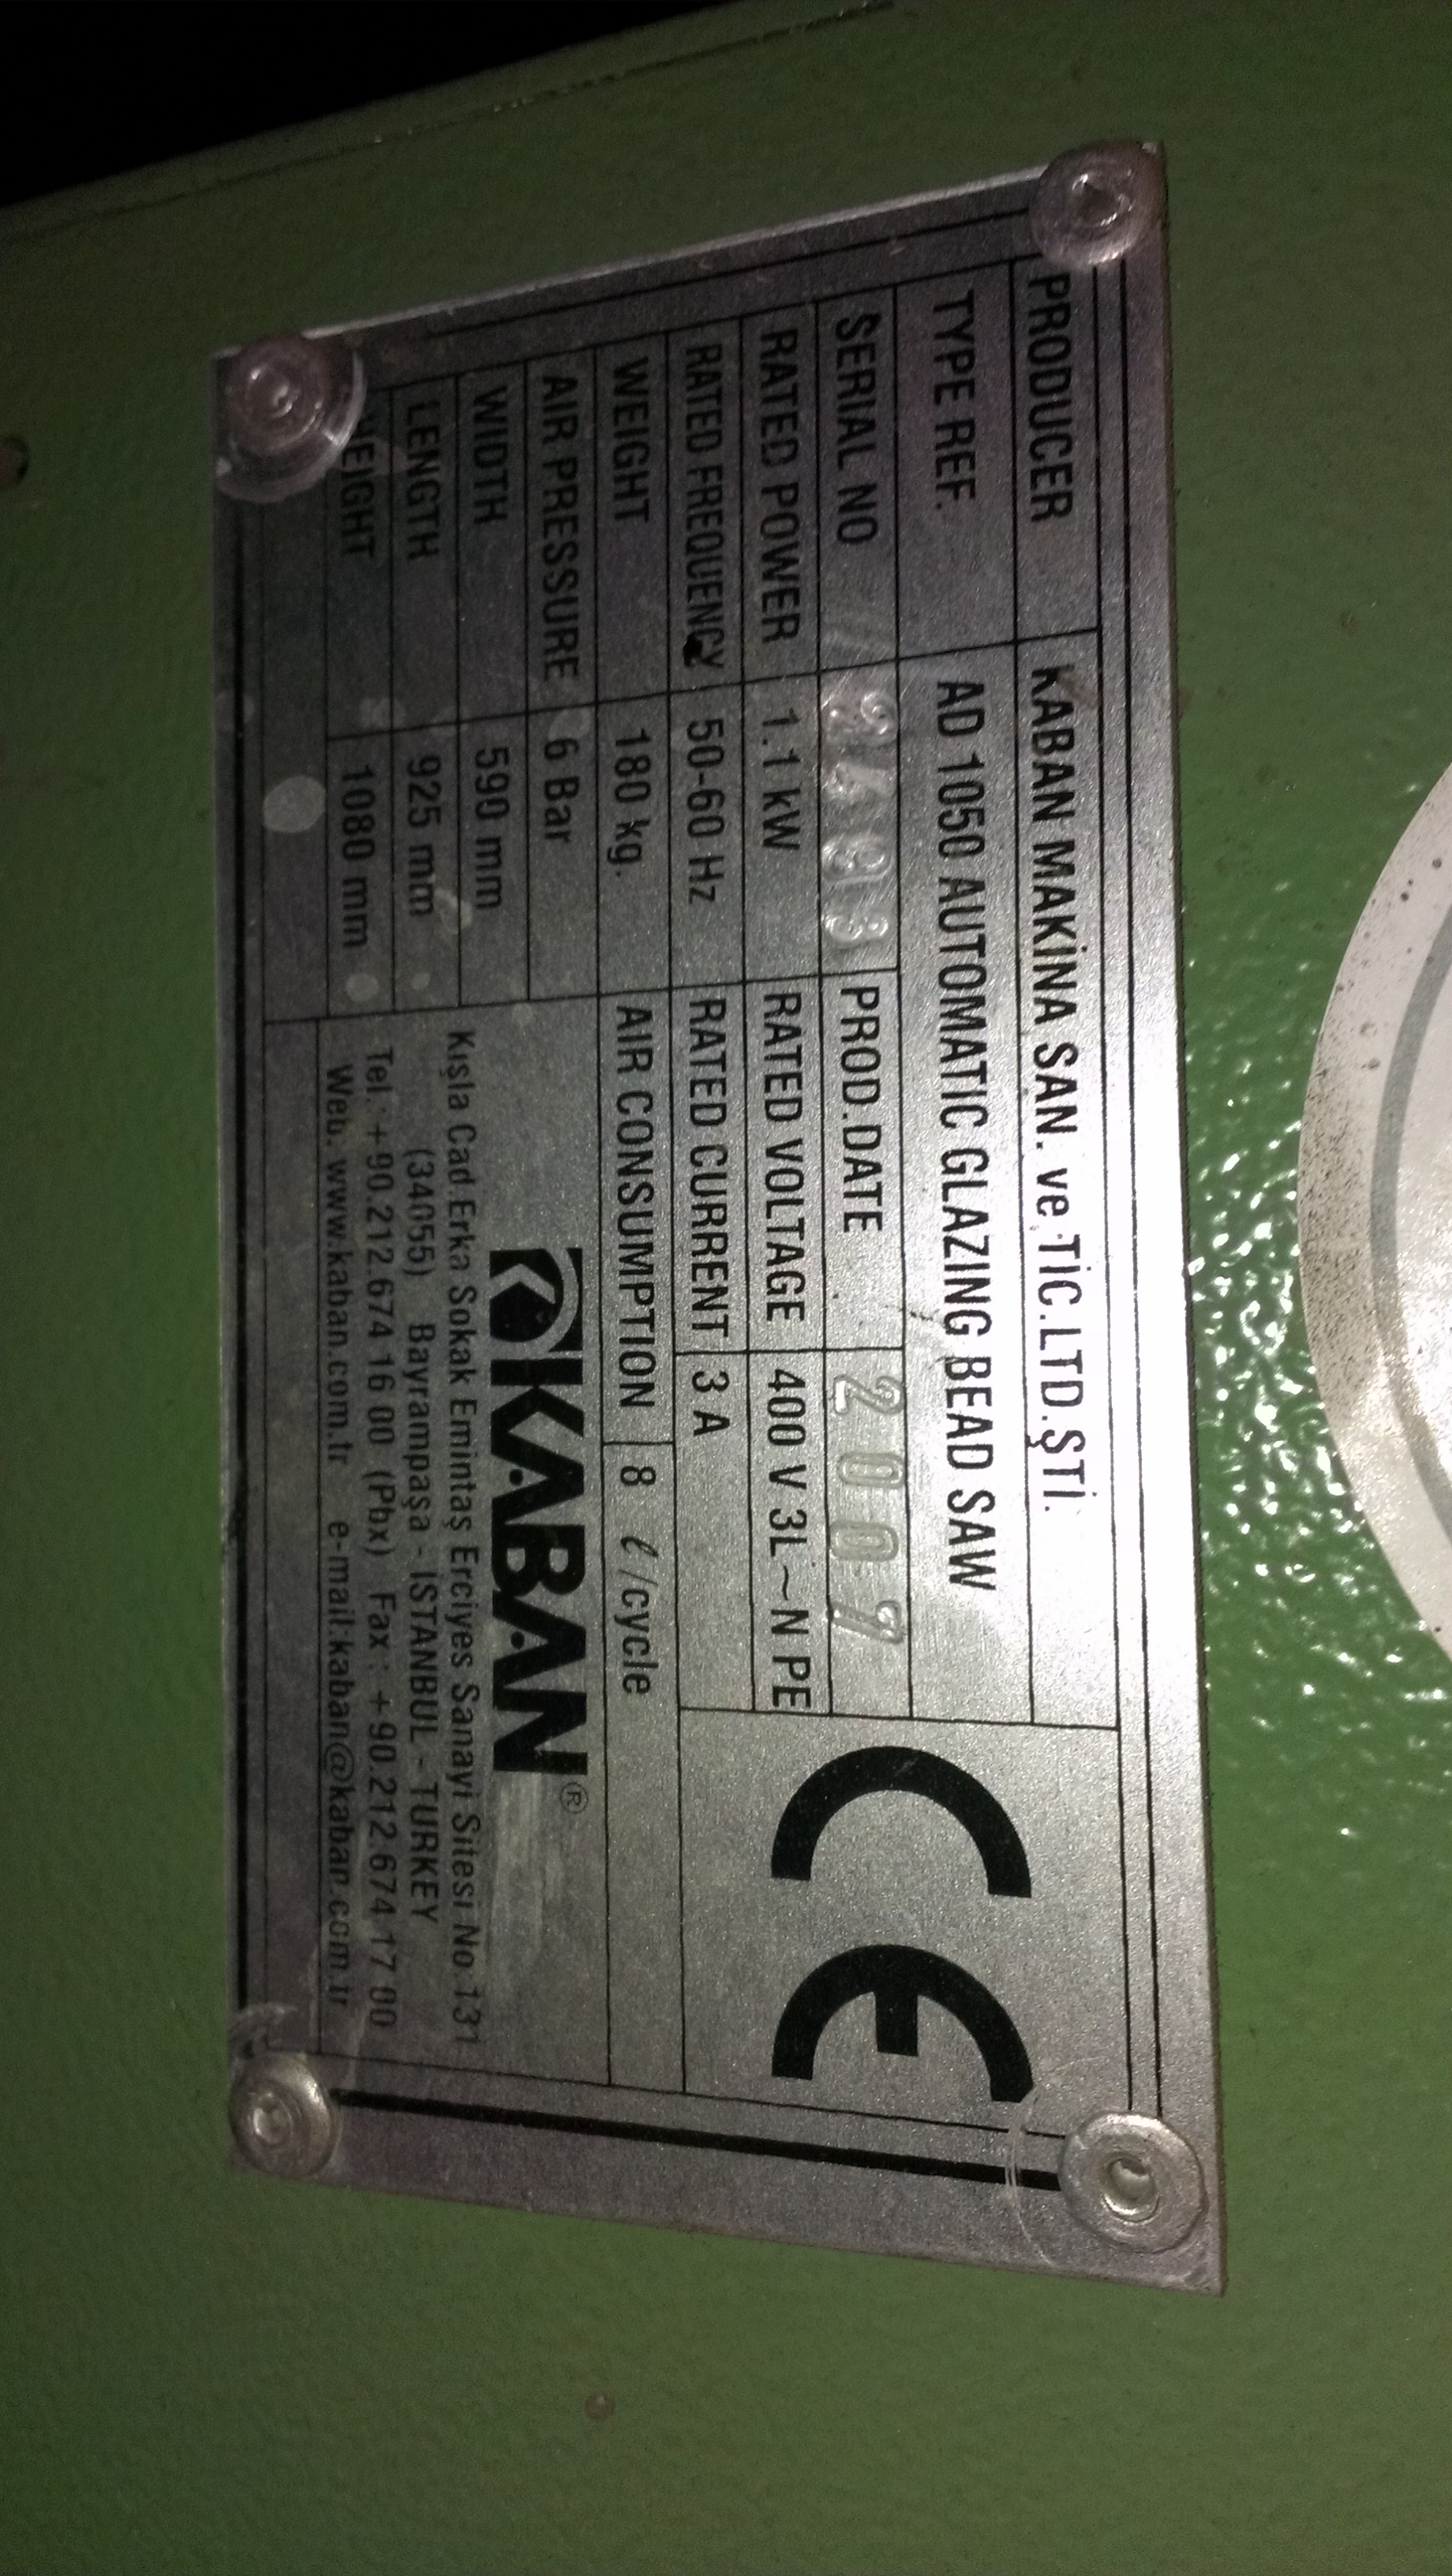 PRODUCER KABAN MAKİNA SAN. ve TİC.LTD.ŞTİ.
TYPE REF. AD 1050 AUTOMATIC GLAZING BEAD SAW
SERIAL NO PROD.DATE 2007
RATED POWER 1.1 kW RATED VOLTAGE 400 V 3L~N PE
RATED FREQUENCY 50-60 Hz RATED CURRENT 3 A
WEIGHT 180 kg. AIR CONSUMPTION 8 ℓ/cycle
AIR PRESSURE 6 Bar
WIDTH 590 mm
LENGTH 925 mm
HEIGHT 1080 mm
CE
KABAN®
Kışla Cad.Erka Sokak Emintaş Erciyes Sanayi Sitesi No:131
(34055) Bayrampaşa - İSTANBUL - TURKEY
Tel.: +90.212.674 16 00 (Pbx) Fax : +90.212.674 17 00
Web. www.kaban.com.tr e-mail:kaban@kaban.com.tr